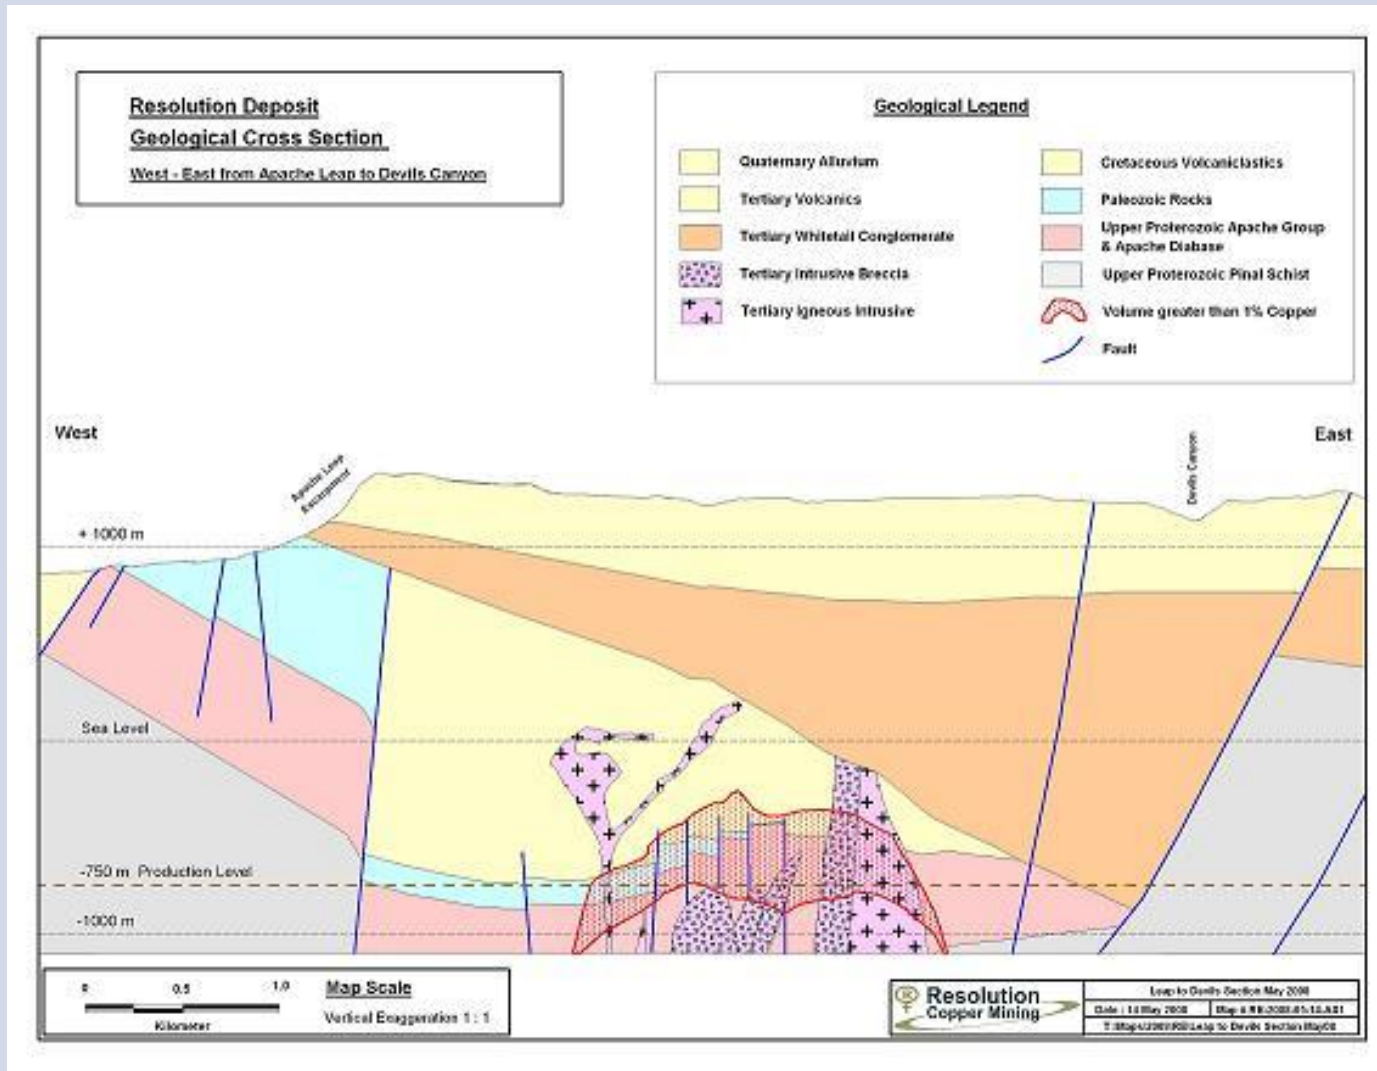 Resolution Deposit
Geological Cross Section
West - East from Apache Leap to Devils Canyon
Geological Legend
Quaternary Alluvium
Tertiary Volcanics
Tertiary Whitetail Conglomerate
Tertiary Intrusive Breccia
Tertiary Igneous Intrusive
Cretaceous Volcaniclastics
Paleozoic Rocks
Upper Proterozoic Apache Group
& Apache Diabase
Upper Proterozoic Pinal Schist
Volume greater than 1% Copper
Fault
West
Apache Leap
Escarpment
Devils Canyon
East
+ 1000 m
Sea Level
-750 m Production Level
-1000 m
0 0.5 1.0
Kilometer
Map Scale
Vertical Exaggeration 1 : 1
Resolution
Copper Mining
Leap to Devils Section May 2008
Date : 14 May 2008